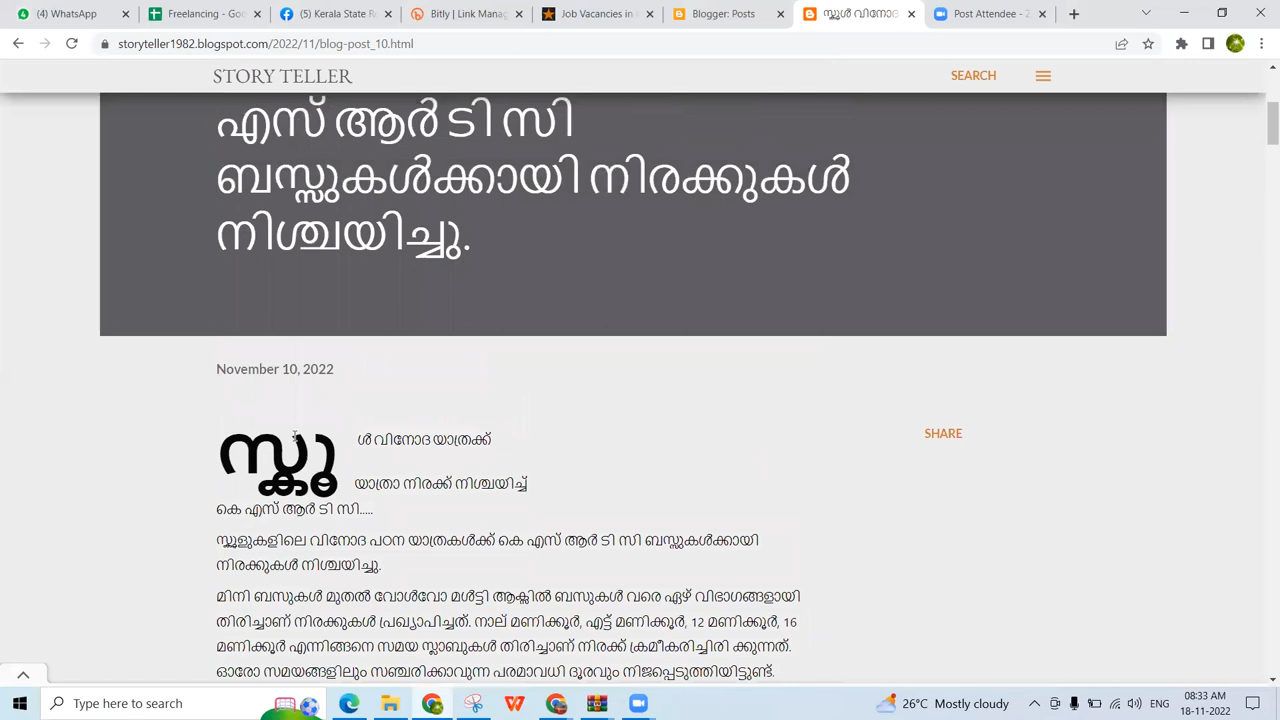 (4) WhatsApp
Freelancing - Goo
(5) Kerala State R
Bitly | Link Manag
Job Vacancies in
Blogger: Posts
സ്കൂൾ വിനോദ
Post Attendee - Z
storyteller1982.blogspot.com/2022/11/blog-post_10.html
STORY TELLER
SEARCH
എസ് ആർ ടി സി
ബസ്സുകൾക്കായി നിരക്കുകൾ
നിശ്ചയിച്ചു.
November 10, 2022
സ്കൂൾ വിനോദ യാത്രക്ക്
SHARE
യാത്രാ നിരക്ക് നിശ്ചയിച്ച്
കെ എസ് ആർ ടി സി.....
സ്കൂളുകളിലെ വിനോദ പഠന യാത്രകൾക്ക് കെ എസ് ആർ ടി സി ബസ്സുകൾക്കായി
നിരക്കുകൾ നിശ്ചയിച്ചു.
മിനി ബസുകൾ മുതൽ വോൾവോ മൾട്ടി ആക്സിൽ ബസുകൾ വരെ ഏഴ് വിഭാഗങ്ങളായി
തിരിച്ചാണ് നിരക്കുകൾ പ്രഖ്യാപിച്ചത്. നാല് മണിക്കൂർ, എട്ട് മണിക്കൂർ, 12 മണിക്കൂർ, 16
മണിക്കൂർ എന്നിങ്ങനെ സമയ സ്ലാബുകൾ തിരിച്ചാണ് നിരക്ക് ക്രമീകരിച്ചിരി ക്കുന്നത്.
ഓരോ സമയങ്ങളിലും സഞ്ചരിക്കാവുന്ന പരമാവധി ദൂരവും നിജപ്പെടുത്തിയിട്ടുണ്ട്.
Type here to search
26°C Mostly cloudy
ENG
08:33 AM
18-11-2022